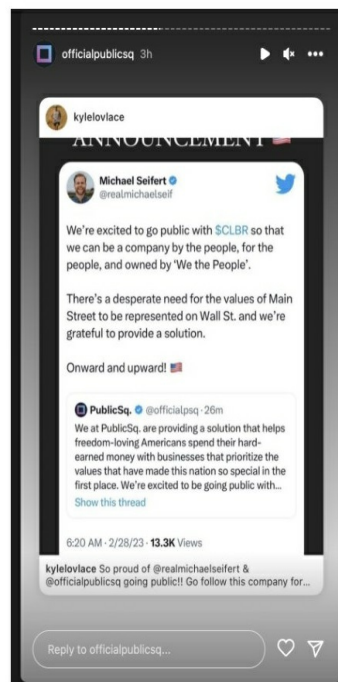 officialpublicsq 3h
kylelovlace
ANNOUNCEMENT 🇺🇸
Michael Seifert
@realmichaelseif
We're excited to go public with $CLBR so that
we can be a company by the people, for the
people, and owned by 'We the People'.
There's a desperate need for the values of Main
Street to be represented on Wall St. and we're
grateful to provide a solution.
Onward and upward! 🇺🇸
PublicSq. @officialpsq · 26m
We at PublicSq. are providing a solution that helps
freedom-loving Americans spend their hard-
earned money with businesses that prioritize the
values that have made this nation so special in the
first place. We're excited to be going public with...
Show this thread
6:20 AM · 2/28/23 · 13.3K Views
kylelovlace So proud of @realmichaelseifert &
@officialpublicsq going public!! Go follow this company for...
Reply to officialpublicsq...